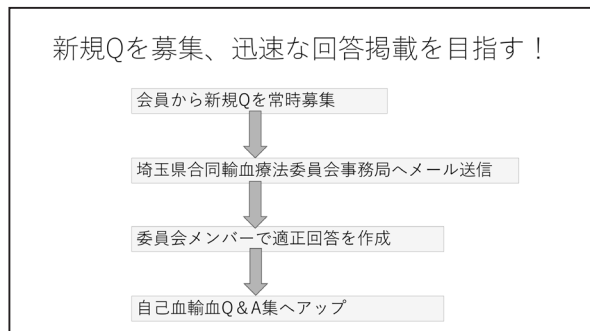 新規Qを募集、迅速な回答掲載を目指す！
会員から新規Qを常時募集
埼玉県合同輸血療法委員会事務局へメール送信
委員会メンバーで適正回答を作成
自己血輸血Q＆A集へアップ